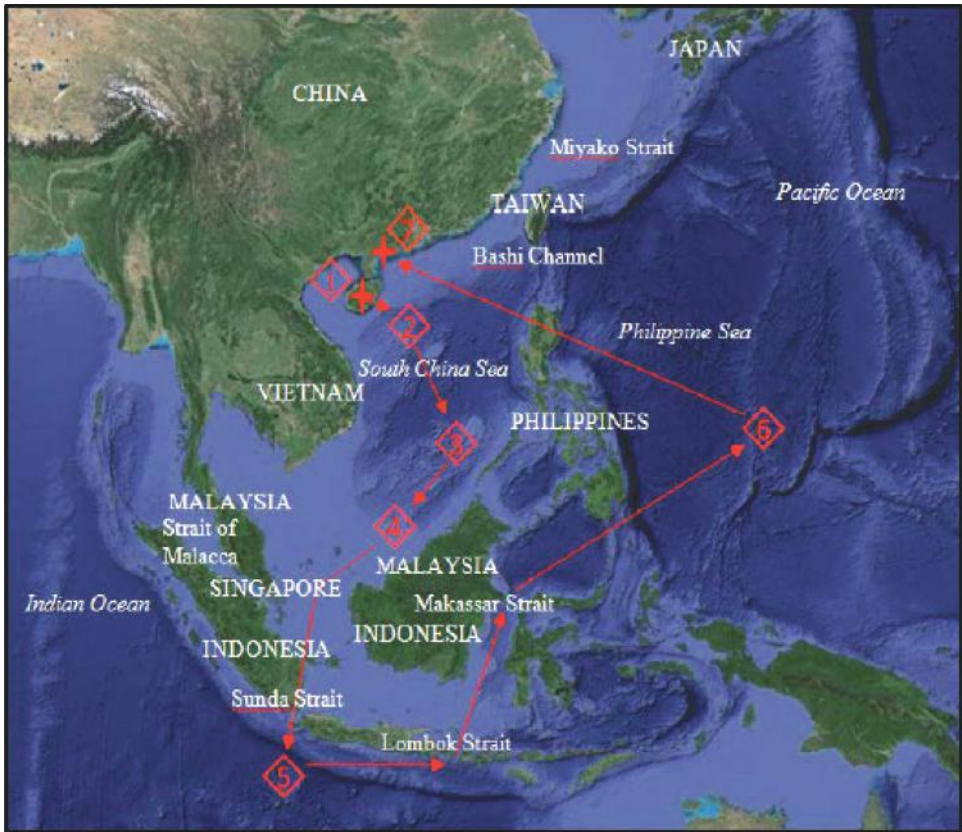 JAPAN
CHINA
Miyako Strait
Pacific Ocean
TAIWAN
7
Bashi Channel
1
2
Philippine Sea
South China Sea
VIETNAM
PHILIPPINES
6
3
MALAYSIA
Strait of
Malacca
4
MALAYSIA
SINGAPORE
Indian Ocean
Makassar Strait
INDONESIA
INDONESIA
Sunda Strait
Lombok Strait
5